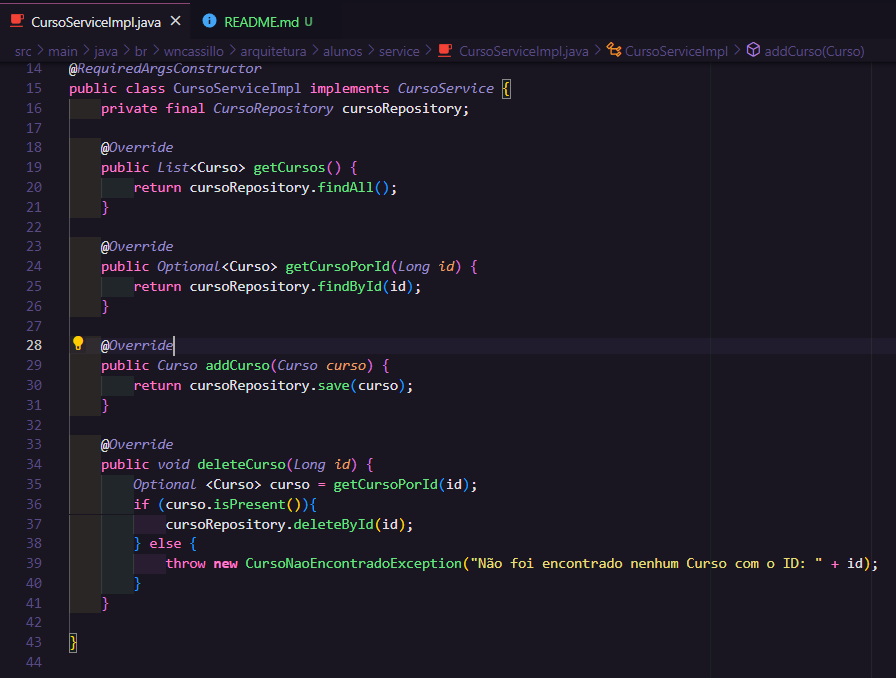 CursoServiceImpl.java × README.md U
src > main > java > br > wncassillo > arquitetura > alunos > service > CursoServiceImpl.java > CursoServiceImpl > addCurso(Curso)
14 @RequiredArgsConstructor
15 public class CursoServiceImpl implements CursoService {
16 private final CursoRepository cursoRepository;
17
18 @Override
19 public List<Curso> getCursos() {
20 return cursoRepository.findAll();
21 }
22
23 @Override
24 public Optional<Curso> getCursoPorId(Long id) {
25 return cursoRepository.findById(id);
26 }
27
28 @Override
29 public Curso addCurso(Curso curso) {
30 return cursoRepository.save(curso);
31 }
32
33 @Override
34 public void deleteCurso(Long id) {
35 Optional <Curso> curso = getCursoPorId(id);
36 if (curso.isPresent()){
37 cursoRepository.deleteById(id);
38 } else {
39 throw new CursoNaoEncontradoException("Não foi encontrado nenhum Curso com o ID: " + id);
40 }
41 }
42
43 }
44